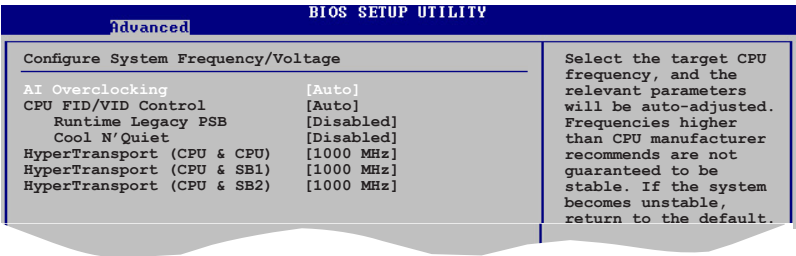 BIOS SETUP UTILITY
Advanced
Configure System Frequency/Voltage
AI Overclocking [Auto]
CPU FID/VID Control [Auto]
Runtime Legacy PSB [Disabled]
Cool N'Quiet [Disabled]
HyperTransport (CPU & CPU) [1000 MHz]
HyperTransport (CPU & SB1) [1000 MHz]
HyperTransport (CPU & SB2) [1000 MHz]
Select the target CPU
frequency, and the
relevant parameters
will be auto-adjusted.
Frequencies higher
than CPU manufacturer
recommends are not
guaranteed to be
stable. If the system
becomes unstable,
return to the default.